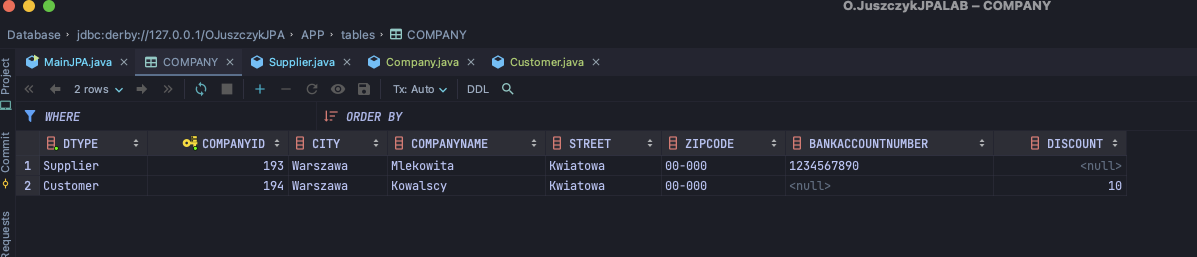 O.JuszczykJPALAB – COMPANY
Database › jdbc:derby://127.0.0.1/OJuszczykJPA › APP › tables › COMPANY
MainJPA.java × COMPANY × Supplier.java × Company.java × Customer.java ×
2 rows Tx: Auto DDL
WHERE ORDER BY
DTYPE COMPANYID CITY COMPANYNAME STREET ZIPCODE BANKACCOUNTNUMBER DISCOUNT
1 Supplier 193 Warszawa Mlekowita Kwiatowa 00-000 1234567890 <null>
2 Customer 194 Warszawa Kowalscy Kwiatowa 00-000 <null> 10
Project
Commit
Requests